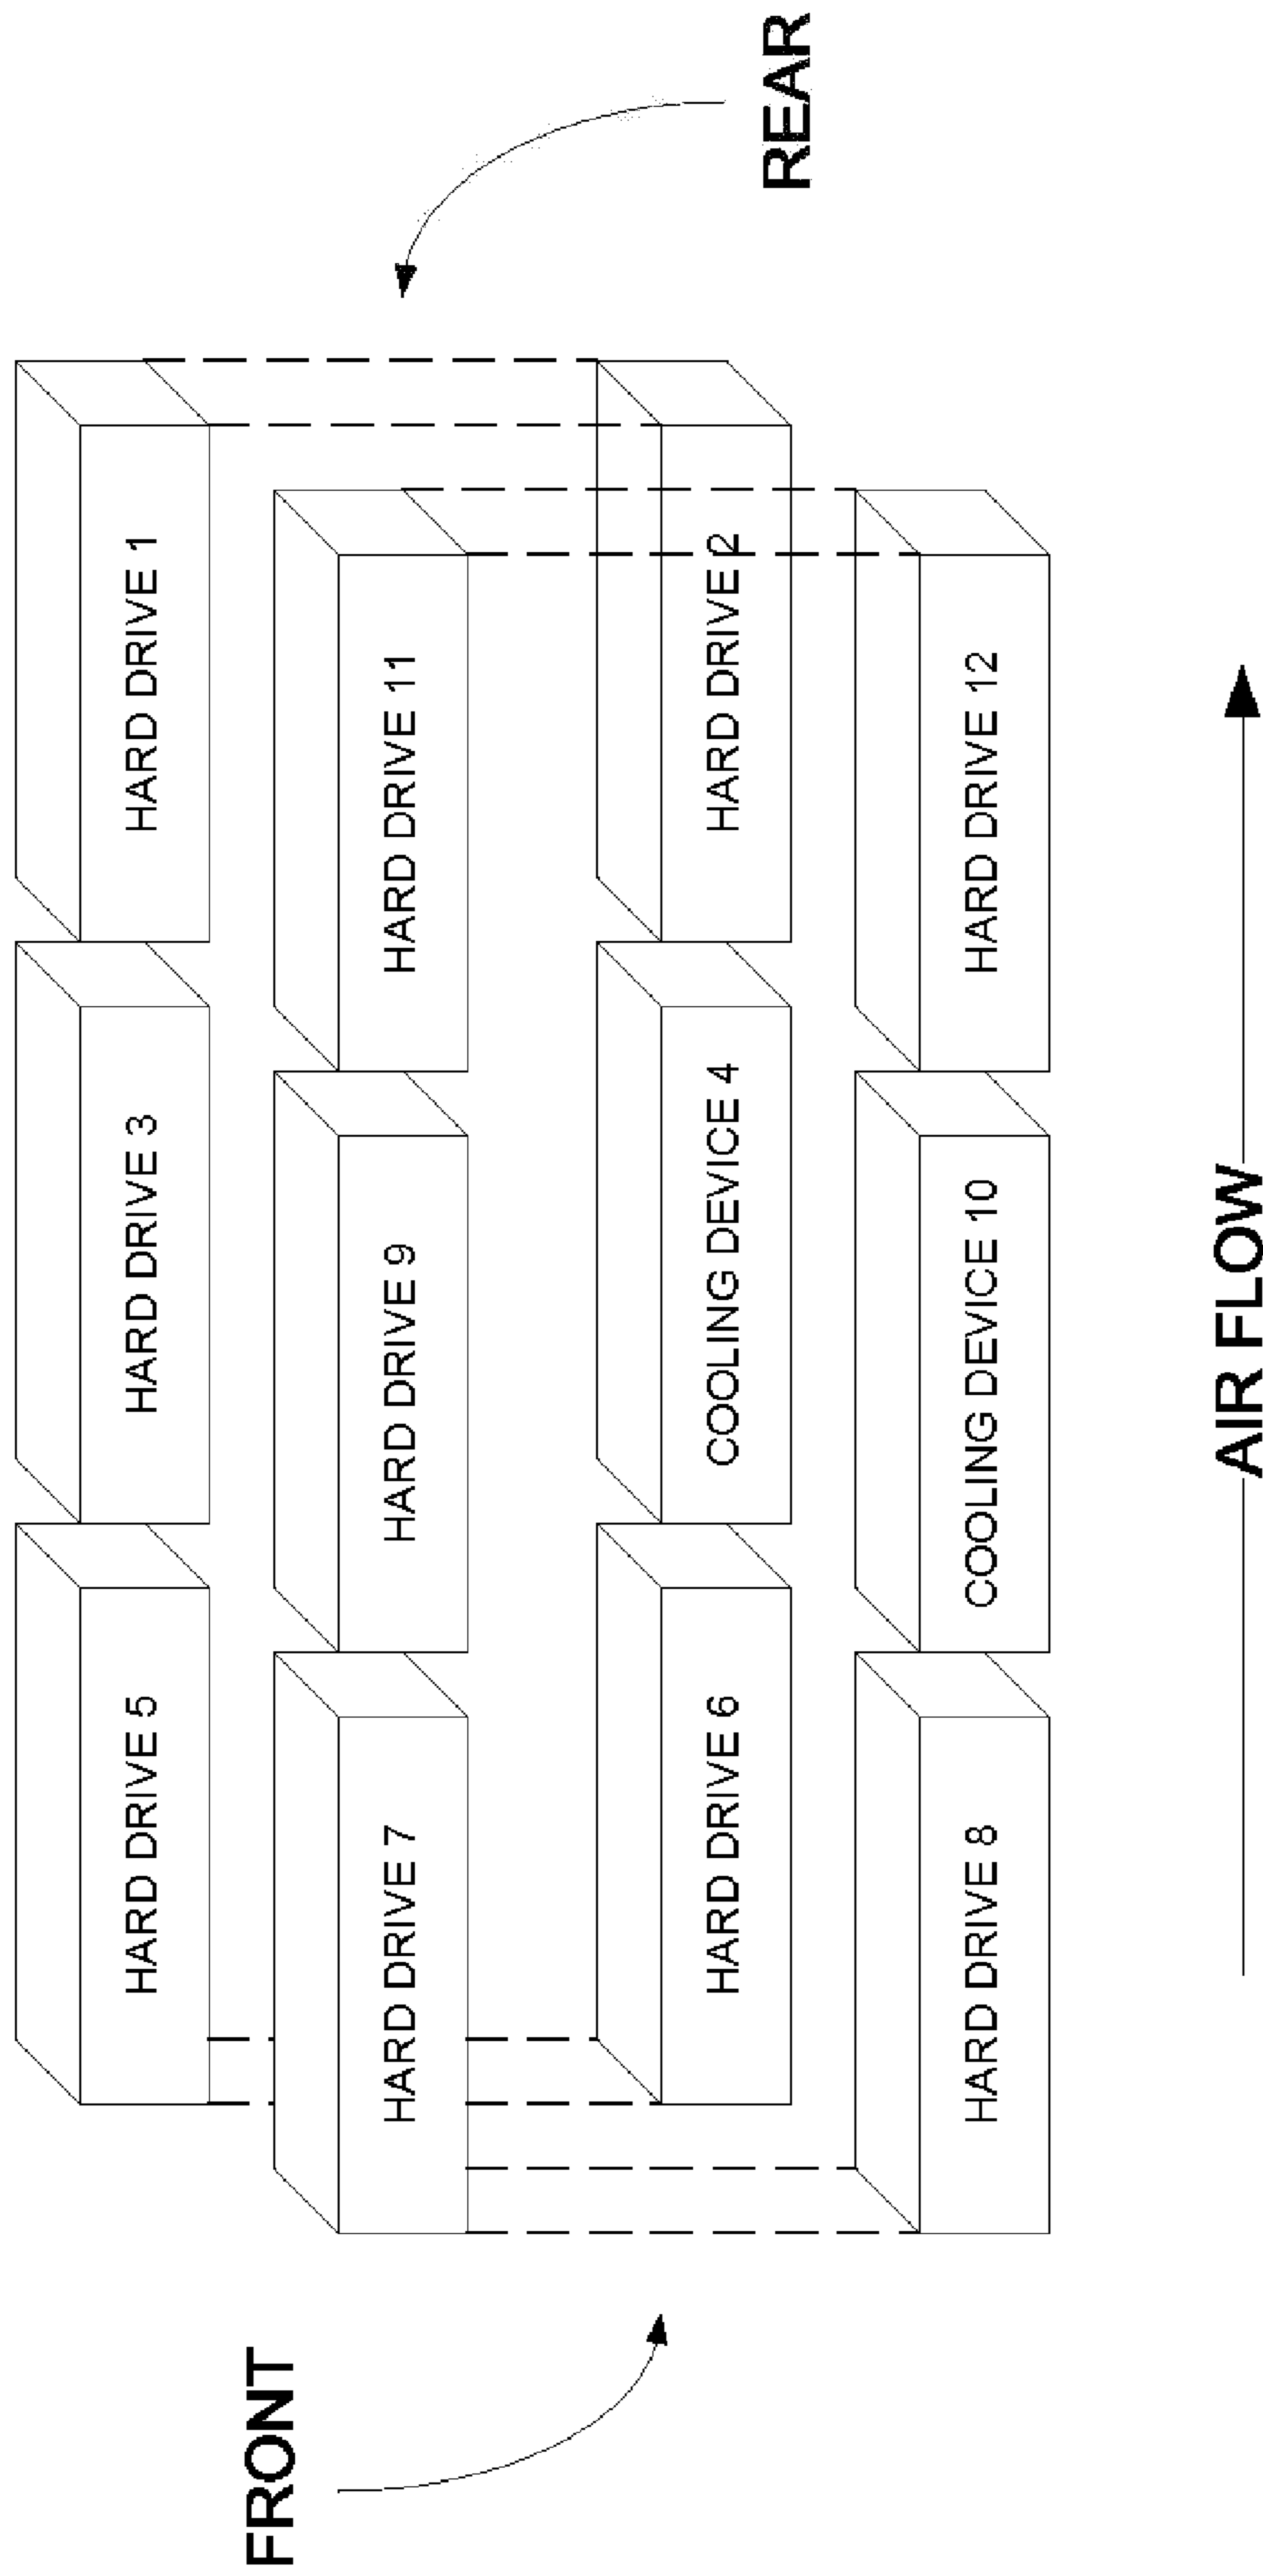 HARD DRIVE 5
HARD DRIVE 3
HARD DRIVE 1
FRONT
HARD DRIVE 7
HARD DRIVE 9
HARD DRIVE 11
HARD DRIVE 6
COOLING DEVICE 4
HARD DRIVE 2
REAR
HARD DRIVE 8
COOLING DEVICE 10
HARD DRIVE 12
AIR FLOW